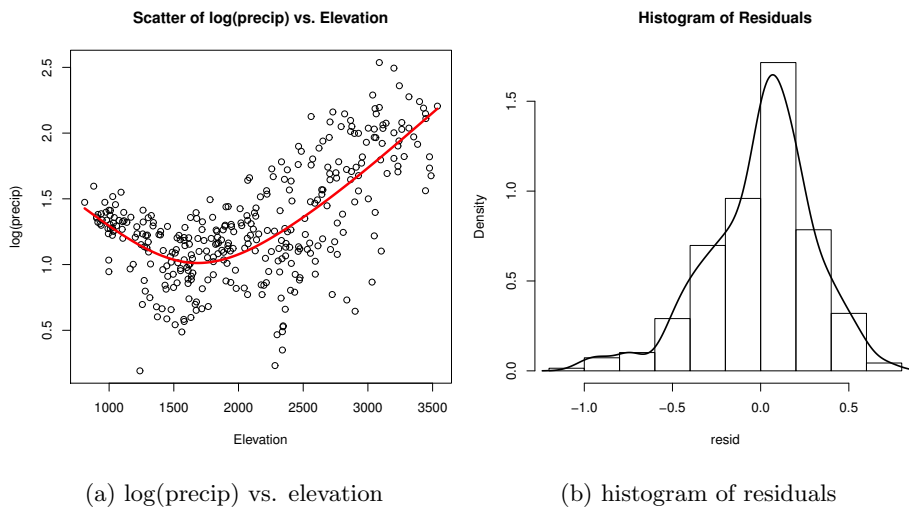 Scatter of log(precip) vs. Elevation
2.5
2.0
1.5
1.0
0.5
log(precip)
1000 1500 2000 2500 3000 3500
Elevation
(a) log(precip) vs. elevation
Histogram of Residuals
1.5
1.0
0.5
0.0
Density
−1.0 −0.5 0.0 0.5
resid
(b) histogram of residuals